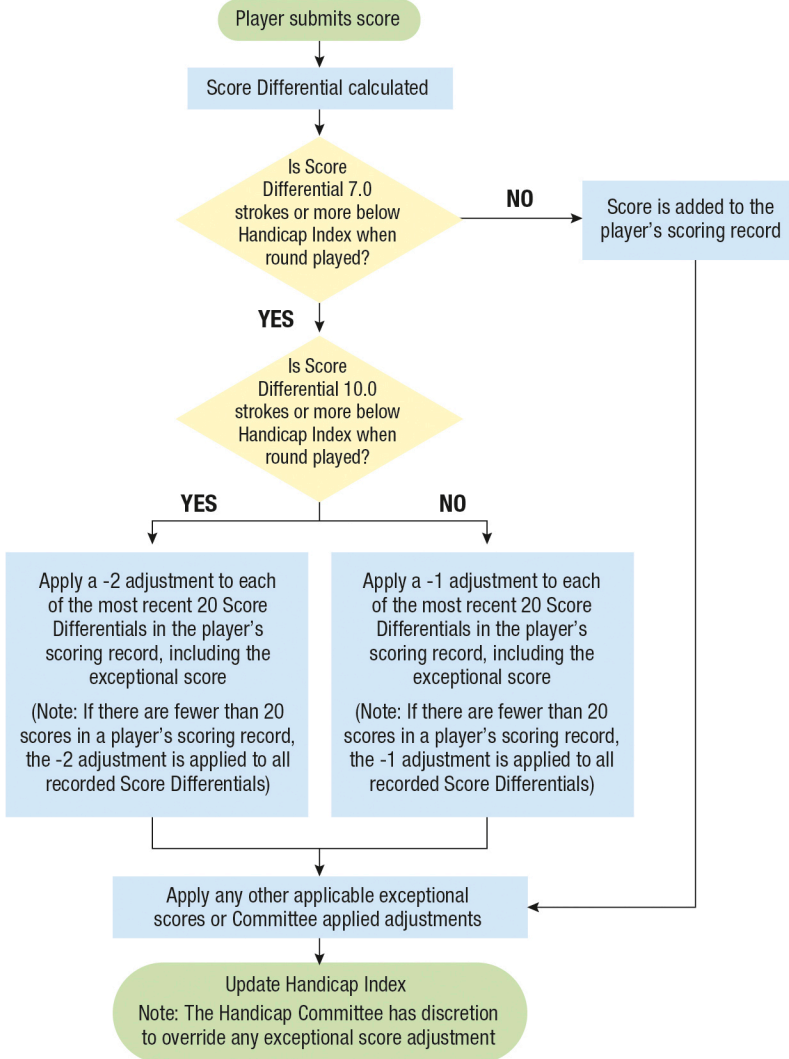 Player submits score
Score Differential calculated
Is Score
Differential 7.0
strokes or more below
Handicap Index when
round played?
NO
Score is added to the
player’s scoring record
YES
Is Score
Differential 10.0
strokes or more below
Handicap Index when
round played?
YES
NO
Apply a -2 adjustment to each
of the most recent 20 Score
Differentials in the player’s
scoring record, including the
exceptional score
(Note: If there are fewer than 20
scores in a player’s scoring record,
the -2 adjustment is applied to all
recorded Score Differentials)
Apply a -1 adjustment to each
of the most recent 20 Score
Differentials in the player’s
scoring record, including the
exceptional score
(Note: If there are fewer than 20
scores in a player’s scoring record,
the -1 adjustment is applied to all
recorded Score Differentials)
Apply any other applicable exceptional
scores or Committee applied adjustments
Update Handicap Index
Note: The Handicap Committee has discretion
to override any exceptional score adjustment